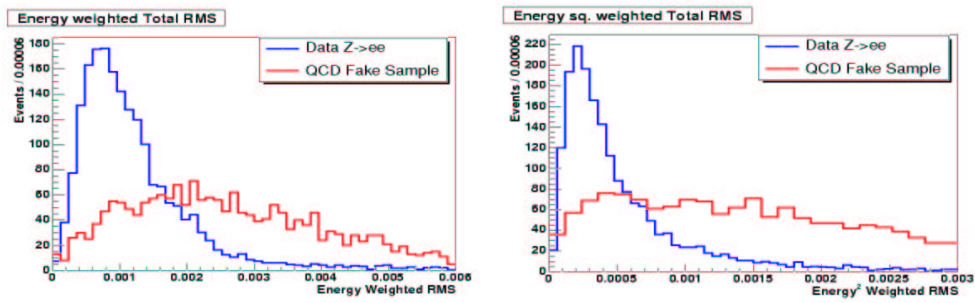 Energy weighted Total RMS
Events / 0.00006
180
160
140
120
100
80
60
40
20
0
Data Z->ee
QCD Fake Sample
0 0.001 0.002 0.003 0.004 0.005 0.006
Energy Weighted RMS
Energy sq. weighted Total RMS
Events / 0.00006
220
200
180
160
140
120
100
80
60
40
20
0
Data Z->ee
QCD Fake Sample
0 0.0005 0.001 0.0015 0.002 0.0025 0.003
Energy² Weighted RMS